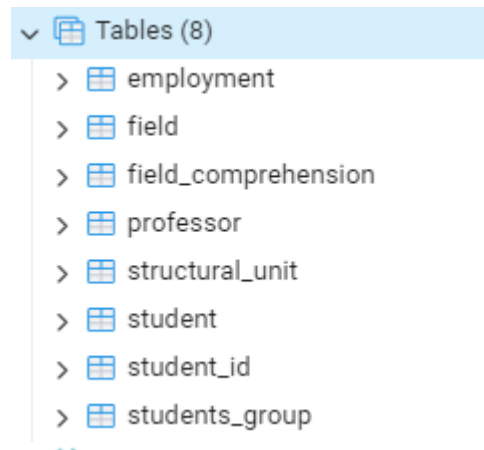 Tables (8)
employment
field
field_comprehension
professor
structural_unit
student
student_id
students_group